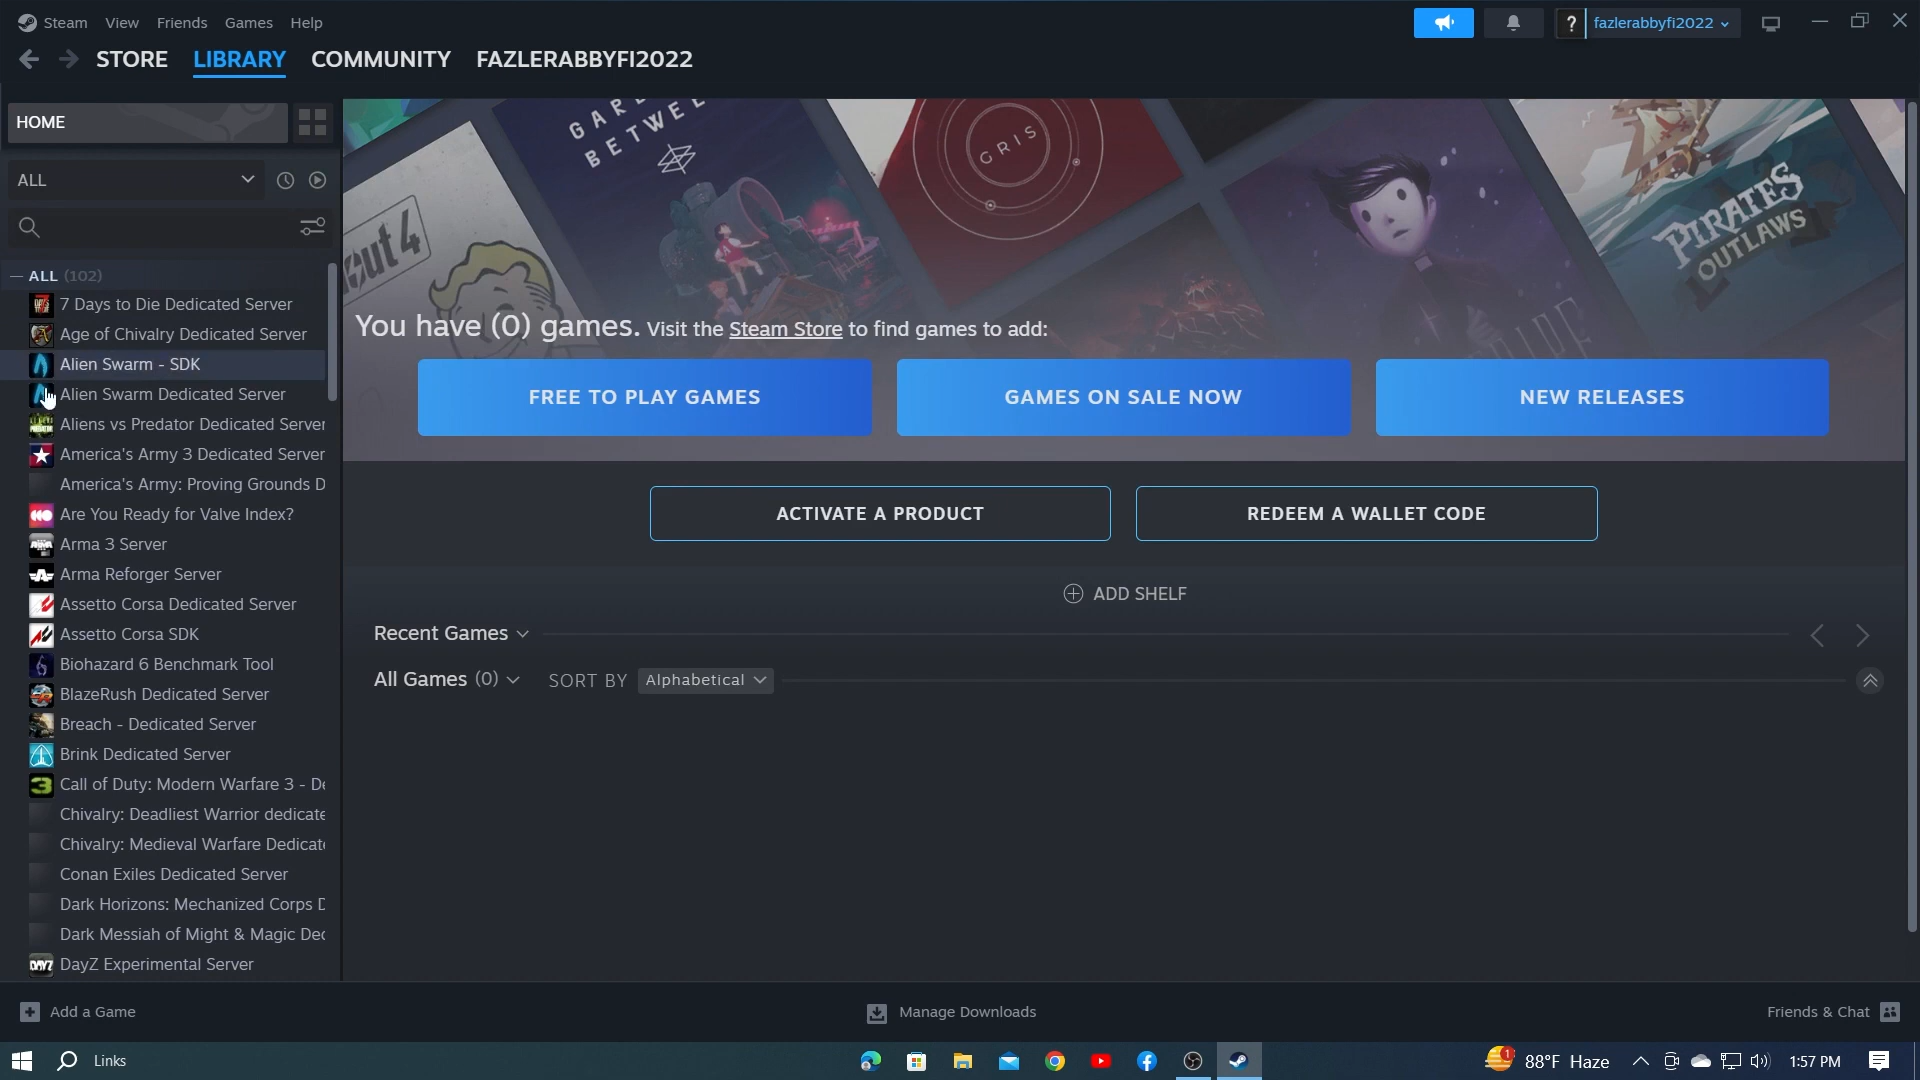 Steam View Friends Games Help
fazlerabbyfi2022
STORE LIBRARY COMMUNITY FAZLERABBYFI2022
HOME
ALL
ALL (102)
7 Days to Die Dedicated Server
Age of Chivalry Dedicated Server
Alien Swarm - SDK
Alien Swarm Dedicated Server
Aliens vs Predator Dedicated Server
America's Army 3 Dedicated Server
America's Army: Proving Grounds D
Are You Ready for Valve Index?
Arma 3 Server
Arma Reforger Server
Assetto Corsa Dedicated Server
Assetto Corsa SDK
Biohazard 6 Benchmark Tool
BlazeRush Dedicated Server
Breach - Dedicated Server
Brink Dedicated Server
Call of Duty: Modern Warfare 3 - De
Chivalry: Deadliest Warrior dedicate
Chivalry: Medieval Warfare Dedicate
Conan Exiles Dedicated Server
Dark Horizons: Mechanized Corps D
Dark Messiah of Might & Magic Dec
DayZ Experimental Server
out 4
GAR
BETWE
GRIS
PIRATES
OUTLAWS
You have (0) games. Visit the Steam Store to find games to add:
FREE TO PLAY GAMES
GAMES ON SALE NOW
NEW RELEASES
ACTIVATE A PRODUCT
REDEEM A WALLET CODE
ADD SHELF
Recent Games
All Games (0) SORT BY Alphabetical
Add a Game
Manage Downloads
Friends & Chat
Links
1
88°F Haze
1:57 PM